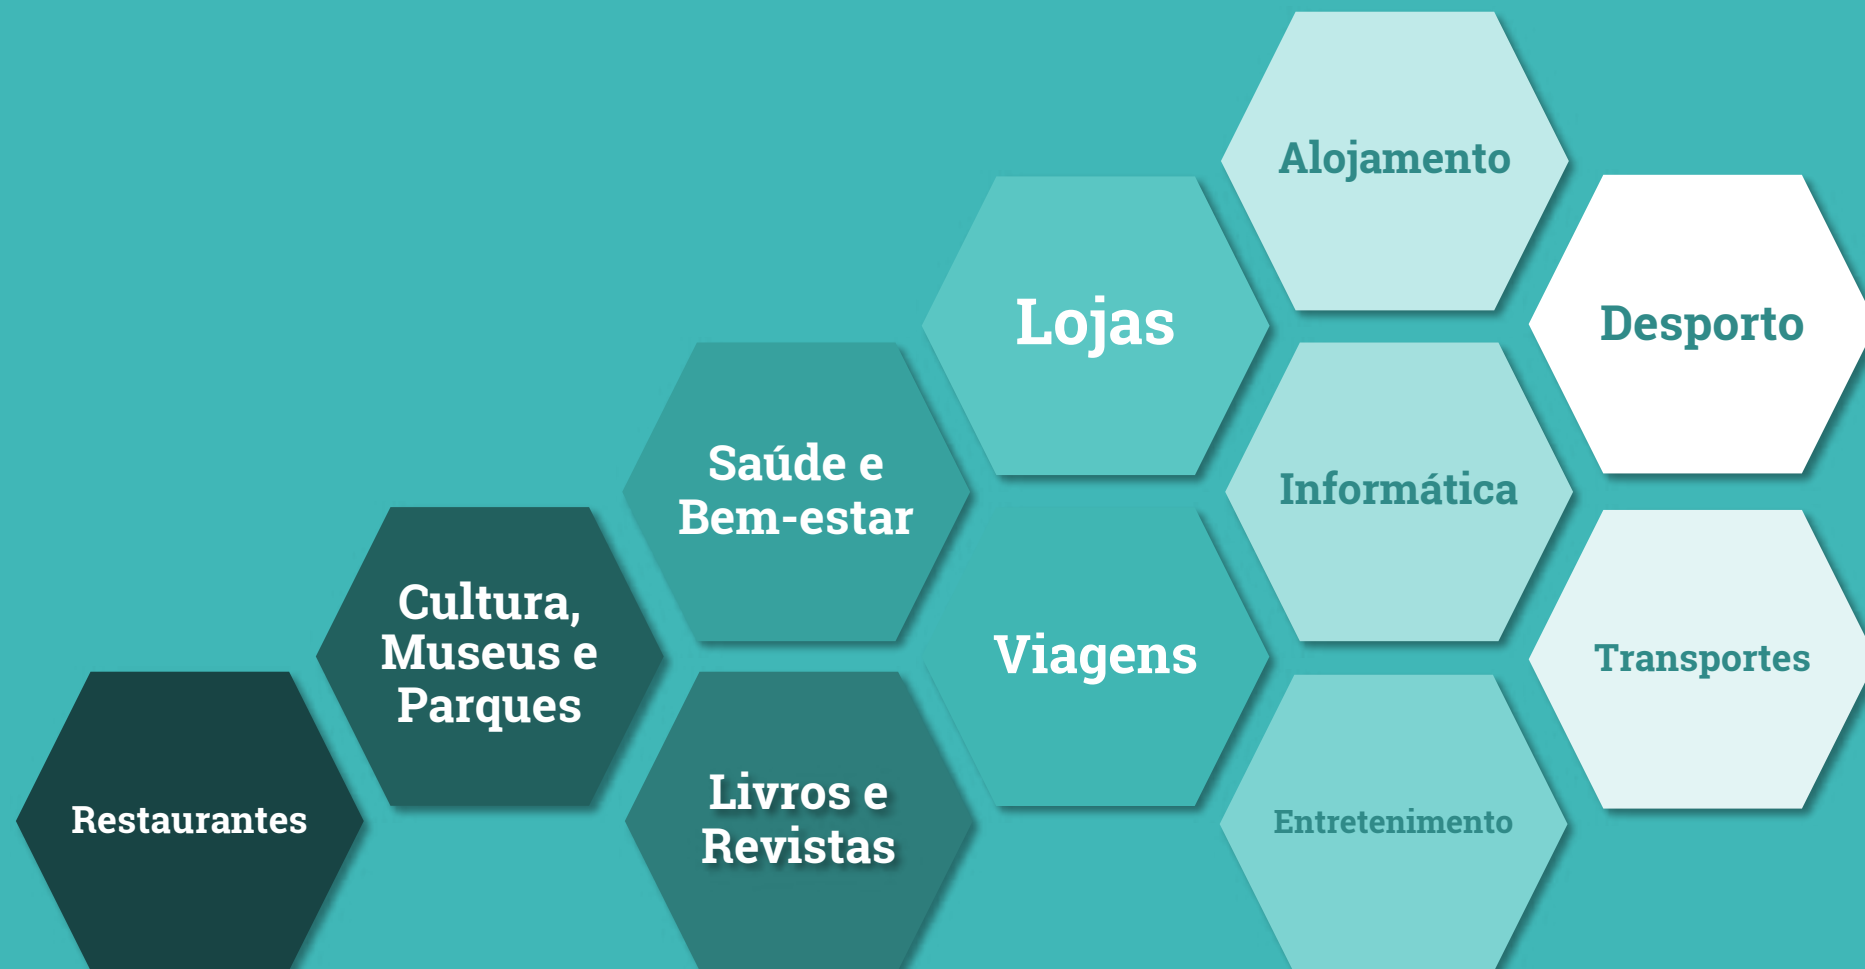 Alojamento
Lojas
Desporto
Saúde e
Bem-estar
Informática
Cultura,
Museus e
Parques
Viagens
Transportes
Restaurantes
Livros e
Revistas
Entretenimento